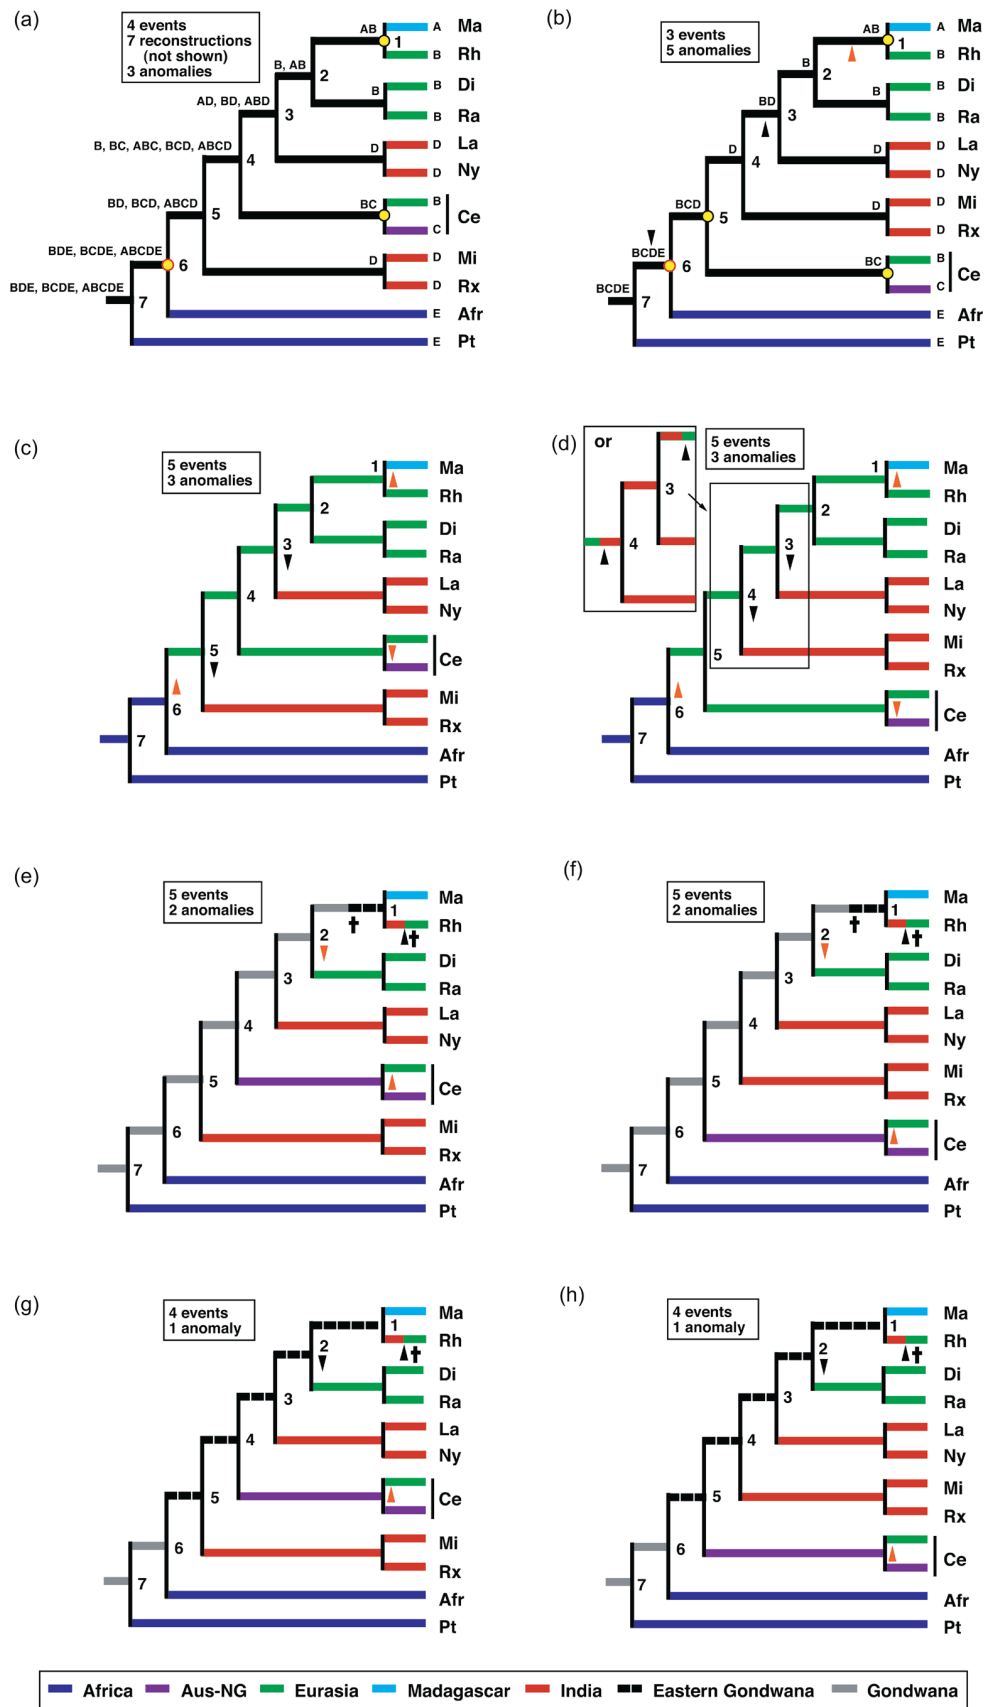 (a)
4 events
7 reconstructions
(not shown)
3 anomalies
AB
1
Ma
A
Rh
B
B, AB
2
Di
B
B
Ra
B
AD, BD, ABD
3
La
D
D
Ny
D
B, BC, ABC, BCD, ABCD
4
BC
B
Ce
C
BD, BCD, ABCD
5
Mi
D
D
Rx
D
BDE, BCDE, ABCDE
6
Afr
E
BDE, BCDE, ABCDE
7
Pt
E
(b)
3 events
5 anomalies
AB
1
A
Ma
B
Rh
B
2
B
B
Di
B
Ra
BD
3
D
D
La
D
Ny
D
4
D
D
Mi
D
Rx
BCD
5
BC
B
Ce
C
BCDE
6
E
Afr
BCDE
7
E
Pt
(c)
5 events
3 anomalies
1
Ma
Rh
2
Di
3
Ra
La
4
Ny
5
Ce
Mi
6
Rx
7
Afr
Pt
(d)
or
3
4
5 events
3 anomalies
1
Ma
Rh
2
Di
3
Ra
La
4
Ny
Mi
5
Rx
6
Ce
7
Afr
Pt
(e)
5 events
2 anomalies
Ma
1
Rh
2
Di
3
Ra
La
4
Ny
5
Ce
Mi
6
Rx
7
Afr
Pt
(f)
5 events
2 anomalies
Ma
1
Rh
2
Di
3
Ra
La
4
Ny
Mi
5
Rx
6
Ce
7
Afr
Pt
(g)
4 events
1 anomaly
Ma
1
Rh
2
Di
3
Ra
La
4
Ny
5
Ce
Mi
6
Rx
7
Afr
Pt
(h)
4 events
1 anomaly
Ma
1
Rh
2
Di
3
Ra
La
4
Ny
Mi
5
Rx
6
Ce
7
Afr
Pt
Africa Aus-NG Eurasia Madagascar India Eastern Gondwana Gondwana